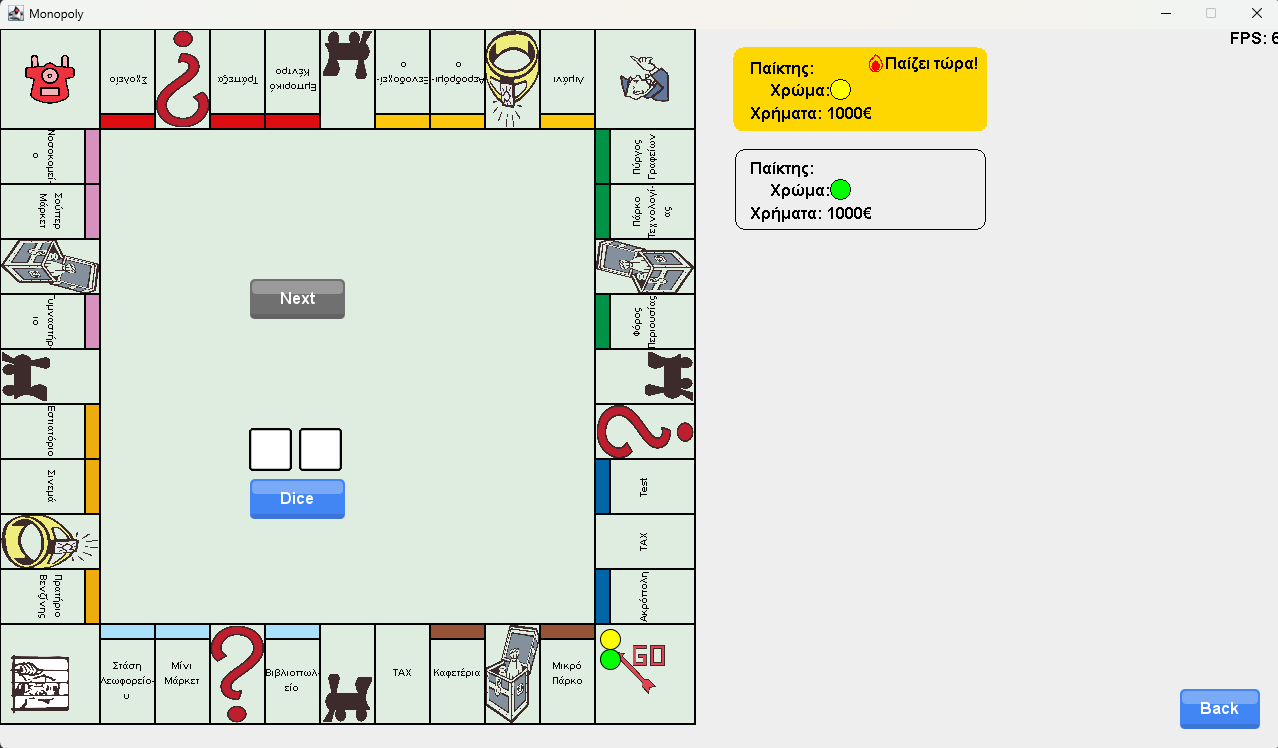 Monopoly
FPS: 6
Παίκτης:
Παίζει τώρα!
Χρώμα:
Χρήματα: 1000€
Παίκτης:
Χρώμα:
Χρήματα: 1000€
Σχολείο
Τράπεζα
Εμπορικό
Κέντρο
Ξενοδοχεί-
ο
Αεροδρόμι-
ο
Λιμάνι
Νοσοκομεί-
ο
Σούπερ
Μάρκετ
Γυμναστήρ-
ιο
Εστιατόριο
Σινεμά
Πρατήριο
Βενζίνης
Πύργος
Γραφείων
Πάρκο
Τεχνολογί-
ας
Φόρος
Περιουσίας
Test
TAX
Ακρόπολη
Next
Dice
Στάση
Λεωφορείο-
υ
Μίνι
Μάρκετ
Βιβλιοπωλ-
είο
TAX
Καφετέρια
Μικρό
Πάρκο
GO
Back